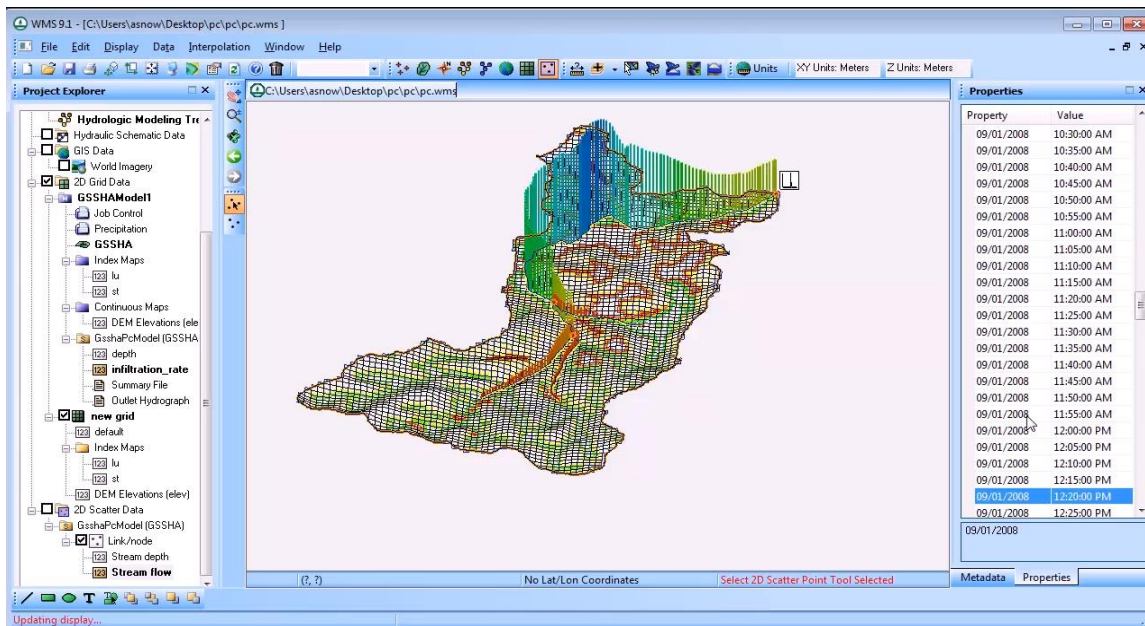 WMS 9.1 - [C:\Users\asnow\Desktop\pc\pc\pc.wms ]
File Edit Display Data Interpolation Window Help
Units XY Units: Meters Z Units: Meters
Project Explorer
Hydrologic Modeling Tre
Hydraulic Schematic Data
GIS Data
World Imagery
2D Grid Data
GSSHAModel1
Job Control
Precipitation
GSSHA
Index Maps
123 lu
123 st
Continuous Maps
123 DEM Elevations (ele
GsshaPcModel (GSSHA
123 depth
123 infiltration_rate
Summary File
Outlet Hydrograph
new grid
123 default
Index Maps
123 lu
123 st
123 DEM Elevations (elev)
2D Scatter Data
GsshaPcModel (GSSHA)
Link/node
123 Stream depth
123 Stream flow
C:\Users\asnow\Desktop\pc\pc\pc.wms
(?, ?) No Lat/Lon Coordinates Select 2D Scatter Point Tool Selected
Properties
Property Value
09/01/2008 10:30:00 AM
09/01/2008 10:35:00 AM
09/01/2008 10:40:00 AM
09/01/2008 10:45:00 AM
09/01/2008 10:50:00 AM
09/01/2008 10:55:00 AM
09/01/2008 11:00:00 AM
09/01/2008 11:05:00 AM
09/01/2008 11:10:00 AM
09/01/2008 11:15:00 AM
09/01/2008 11:20:00 AM
09/01/2008 11:25:00 AM
09/01/2008 11:30:00 AM
09/01/2008 11:35:00 AM
09/01/2008 11:40:00 AM
09/01/2008 11:45:00 AM
09/01/2008 11:50:00 AM
09/01/2008 11:55:00 AM
09/01/2008 12:00:00 PM
09/01/2008 12:05:00 PM
09/01/2008 12:10:00 PM
09/01/2008 12:15:00 PM
09/01/2008 12:20:00 PM
09/01/2008 12:25:00 PM
09/01/2008
Metadata Properties
T
Updating display...